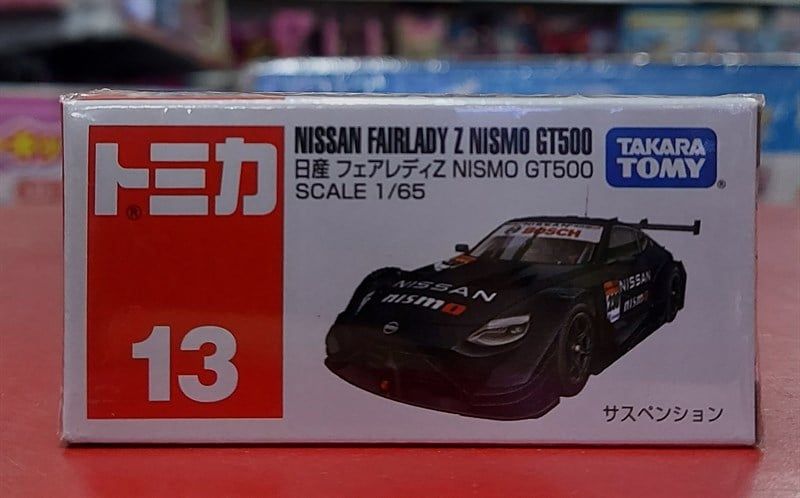 トミカ®
13
NISSAN FAIRLADY Z NISMO GT500
日産 フェアレディZ NISMO GT500
SCALE 1/65
TAKARA
TOMY®
BOSCH
NISSAN
nismo
NISSAN
nismo
サスペンション